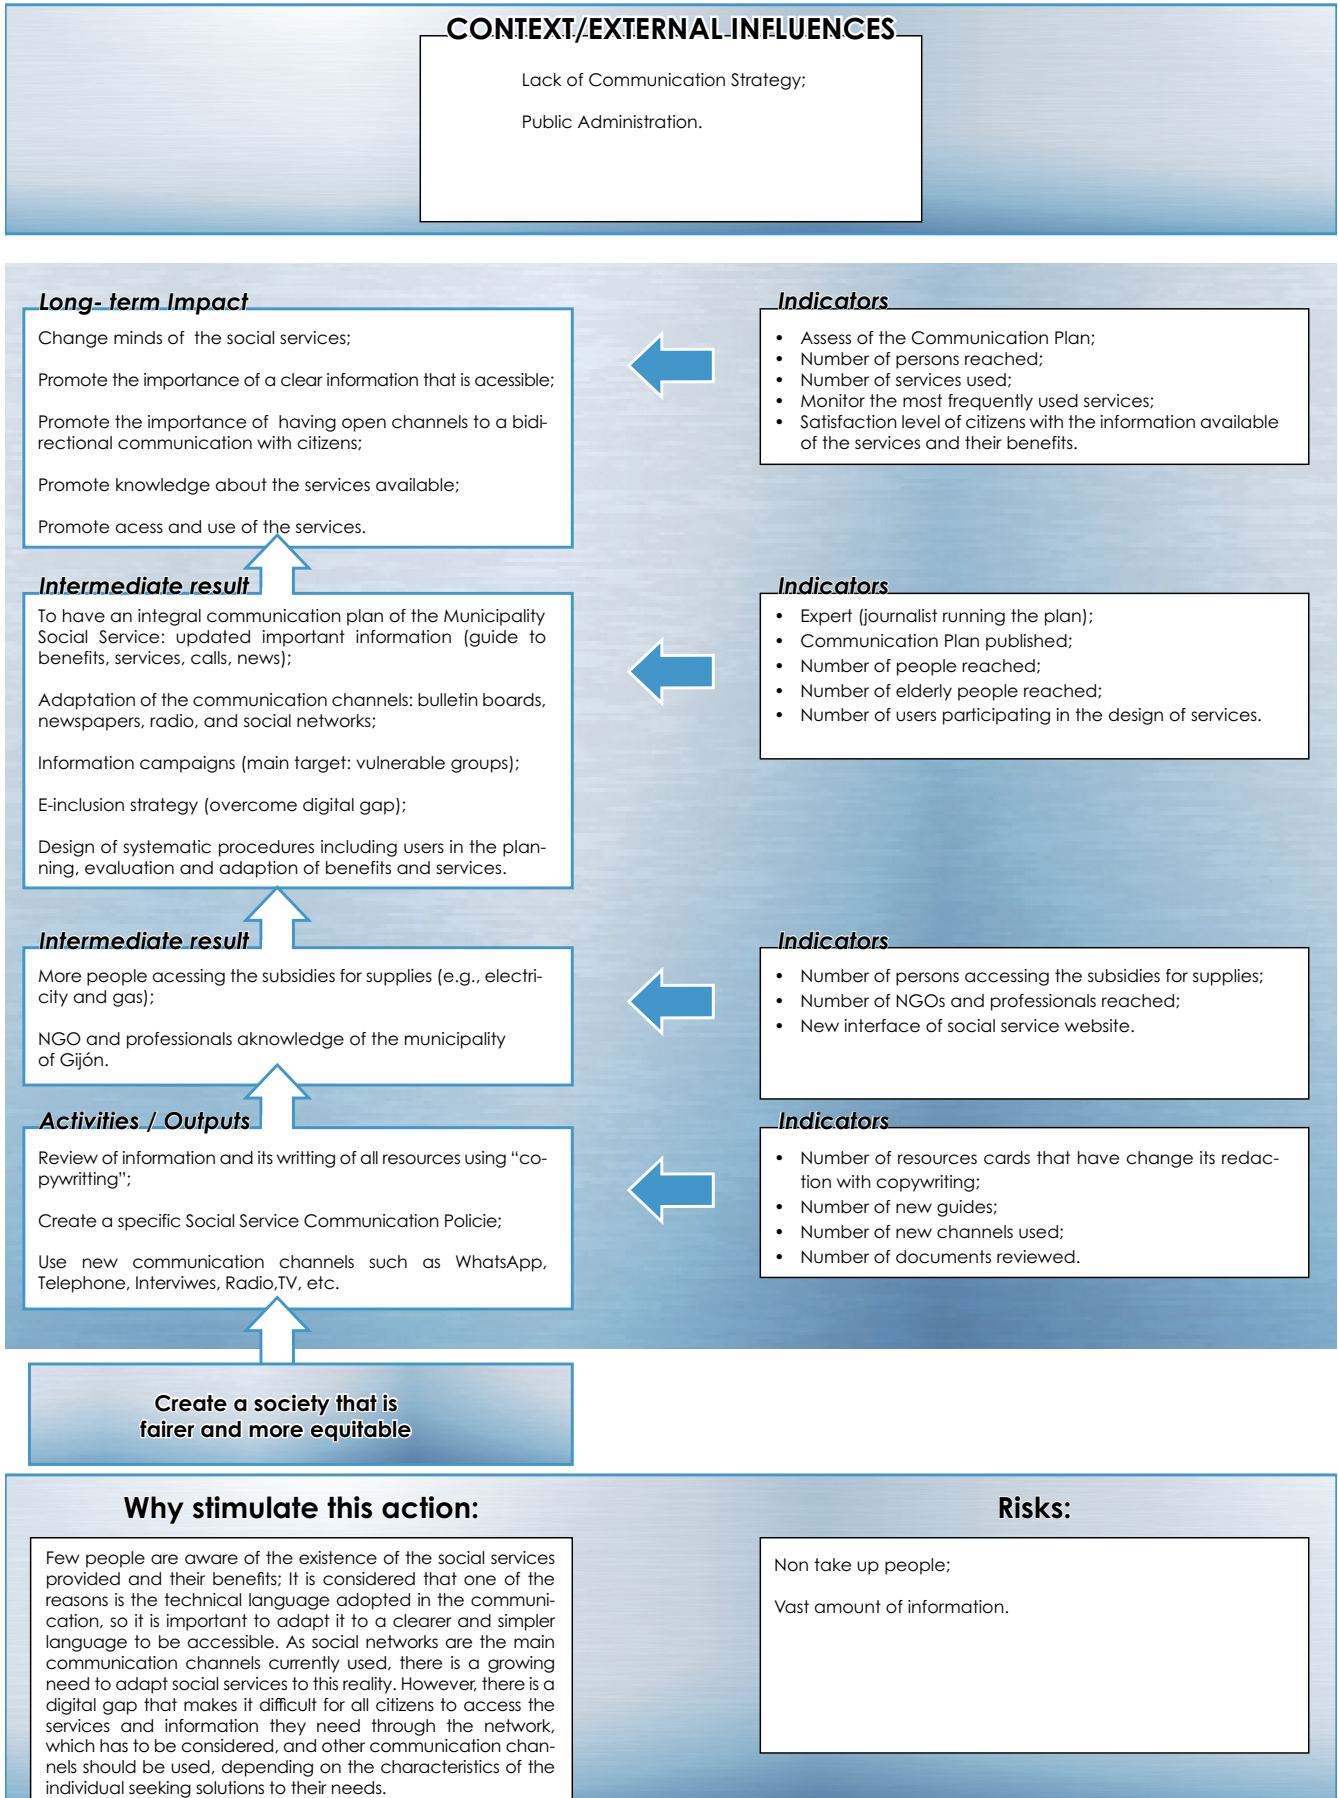 CONTEXT/EXTERNAL INFLUENCES
Lack of Communication Strategy;
Public Administration.
Long- term Impact
Change minds of  the social services;
Promote the importance of a clear information that is acessible;
Promote the importance of  having open channels to a bidi-
rectional communication with citizens;
Promote knowledge about the services available;
Promote acess and use of the services.
Indicators
• Assess of the Communication Plan;
• Number of persons reached;
• Number of services used;
• Monitor the most frequently used services;
• Satisfaction level of citizens with the information available
of the services and their benefits.
Intermediate result
To have an integral communication plan of the Municipality
Social Service: updated important information (guide to
benefits, services, calls, news);
Adaptation of the communication channels: bulletin boards,
newspapers, radio, and social networks;
Information campaigns (main target: vulnerable groups);
E-inclusion strategy (overcome digital gap);
Design of systematic procedures including users in the plan-
ning, evaluation and adaption of benefits and services.
Indicators
• Expert (journalist running the plan);
• Communication Plan published;
• Number of people reached;
• Number of elderly people reached;
• Number of users participating in the design of services.
Intermediate result
More people acessing the subsidies for supplies (e.g., electri-
city and gas);
NGO and professionals aknowledge of the municipality
of Gijón.
Indicators
• Number of persons accessing the subsidies for supplies;
• Number of NGOs and professionals reached;
• New interface of social service website.
Activities / Outputs
Review of information and its writting of all resources using “co-
pywritting”;
Create a specific Social Service Communication Policie;
Use new communication channels such as WhatsApp,
Telephone, Interviwes, Radio,TV, etc.
Indicators
• Number of resources cards that have change its redac-
tion with copywriting;
• Number of new guides;
• Number of new channels used;
• Number of documents reviewed.
Create a society that is
fairer and more equitable
Why stimulate this action:
Few people are aware of the existence of the social services
provided and their benefits; It is considered that one of the
reasons is the technical language adopted in the communi-
cation, so it is important to adapt it to a clearer and simpler
language to be accessible. As social networks are the main
communication channels currently used, there is a growing
need to adapt social services to this reality. However, there is a
digital gap that makes it difficult for all citizens to access the
services and information they need through the network,
which has to be considered, and other communication chan-
nels should be used, depending on the characteristics of the
individual seeking solutions to their needs.
Risks:
Non take up people;
Vast amount of information.